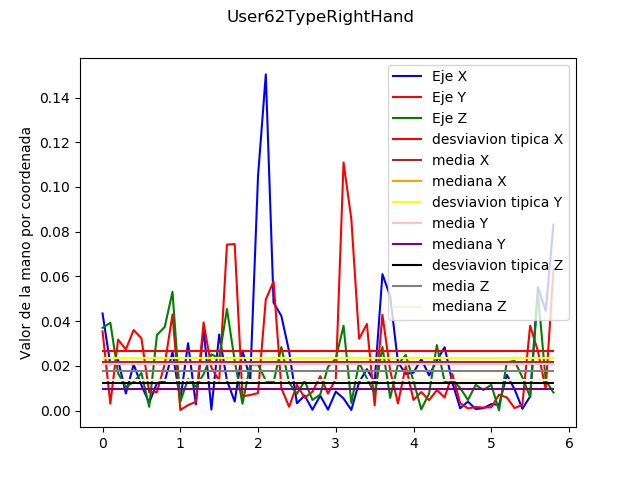 User62TypeRightHand
Valor de la mano por coordenada
0.14
0.12
0.10
0.08
0.06
0.04
0.02
0.00
0 1 2 3 4 5 6
Eje X
Eje Y
Eje Z
desviavion tipica X
media X
mediana X
desviavion tipica Y
media Y
mediana Y
desviavion tipica Z
media Z
mediana Z